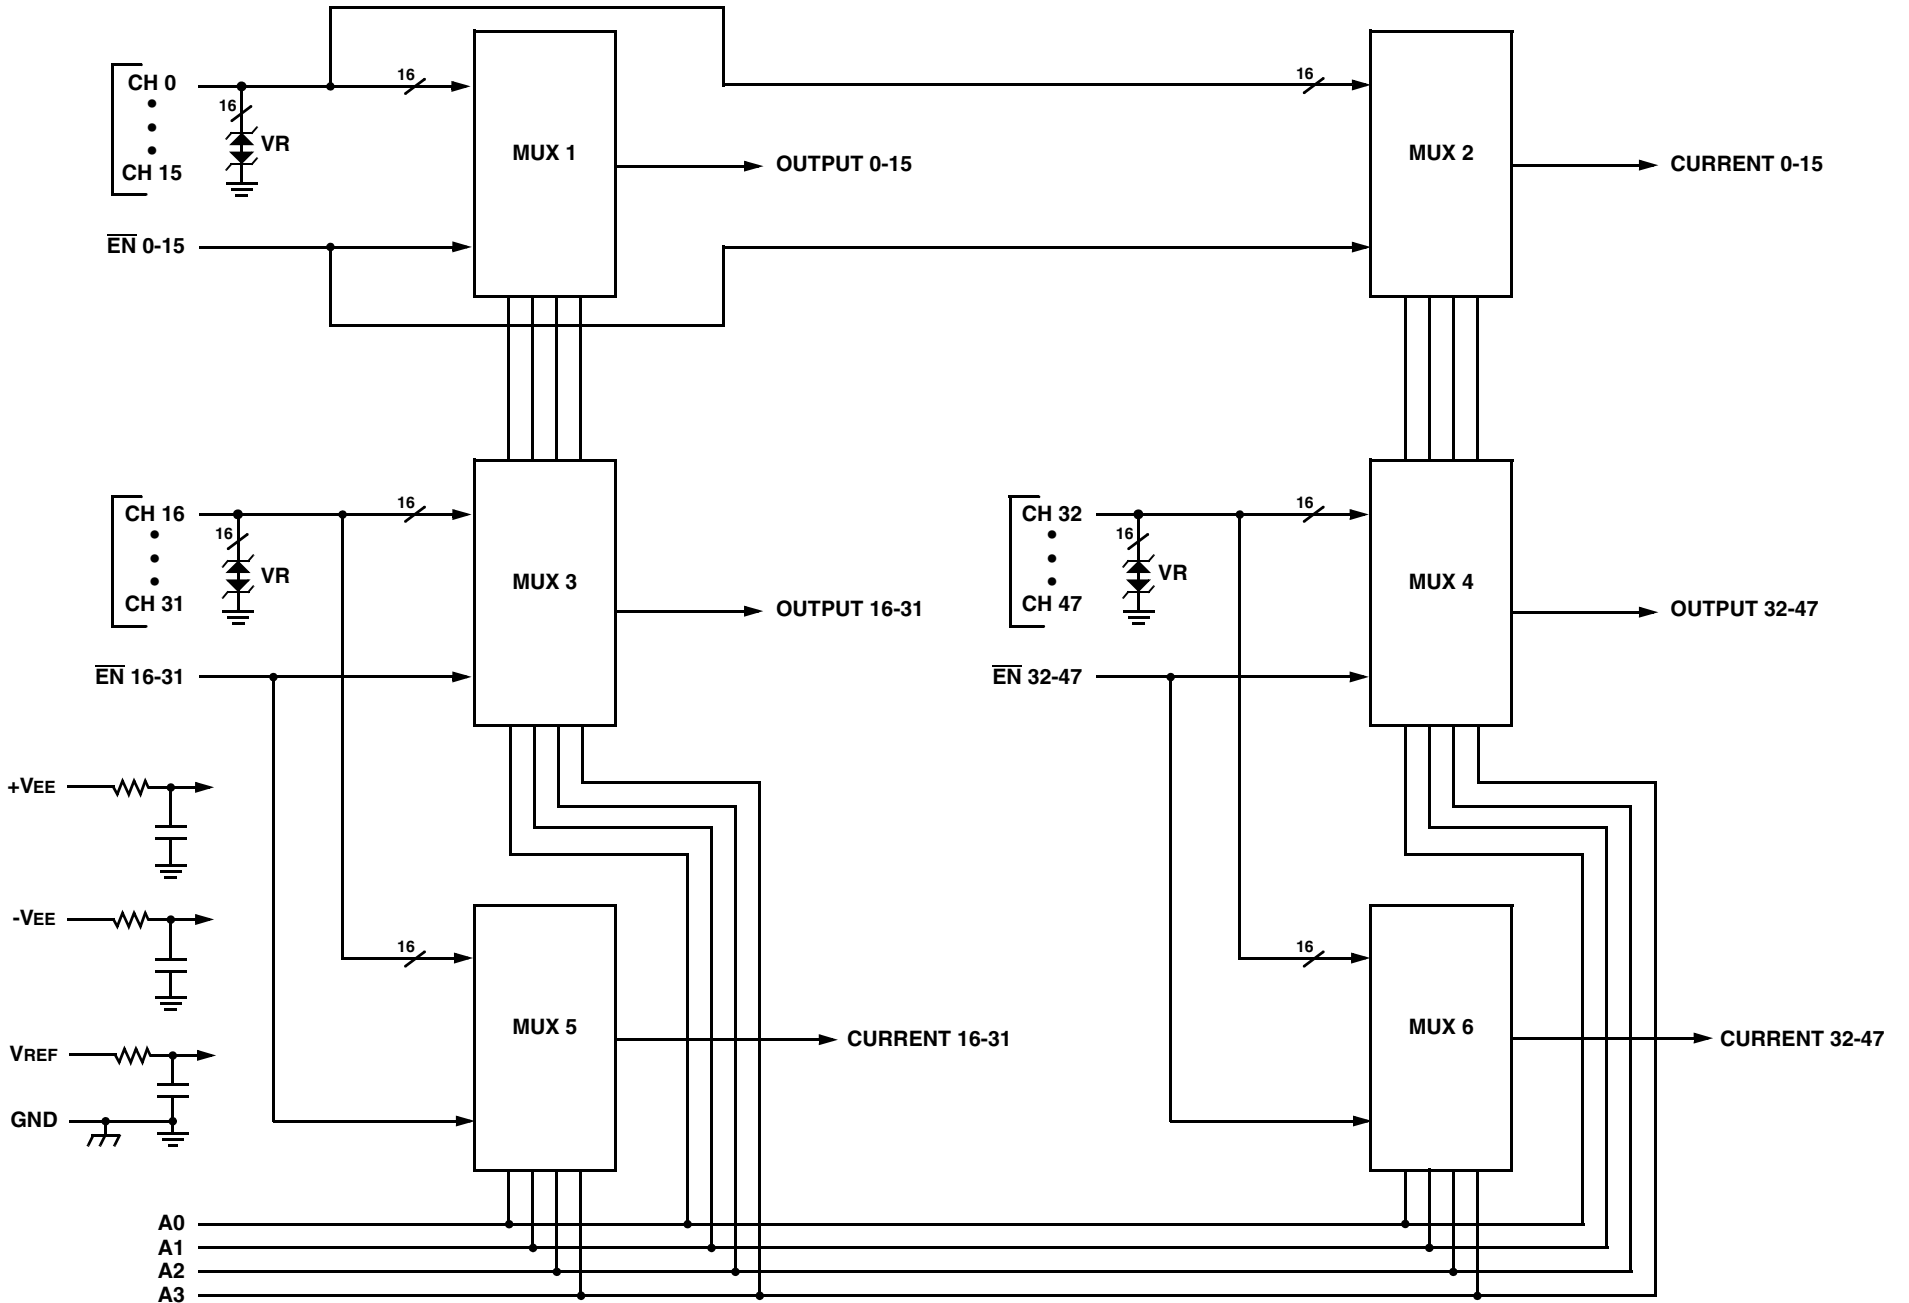 CH 0
16
16
VR
CH 15
MUX 1
OUTPUT 0-15
16
MUX 2
CURRENT 0-15
EN 0-15
CH 16
16
16
VR
CH 31
MUX 3
OUTPUT 16-31
CH 32
16
16
VR
CH 47
MUX 4
OUTPUT 32-47
EN 16-31
EN 32-47
+VEE
-VEE
VREF
GND
16
MUX 5
CURRENT 16-31
16
MUX 6
CURRENT 32-47
A0
A1
A2
A3